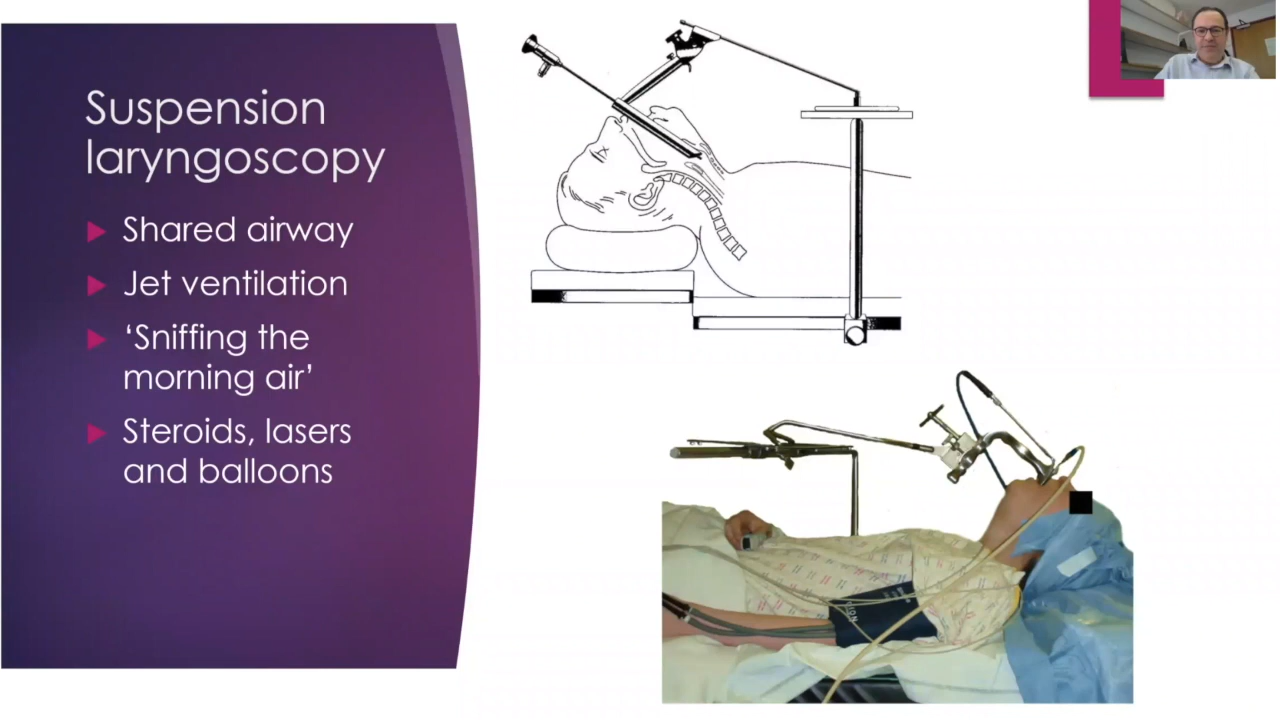 Suspension
laryngoscopy
Shared airway
Jet ventilation
‘Sniffing the
morning air’
Steroids, lasers
and balloons